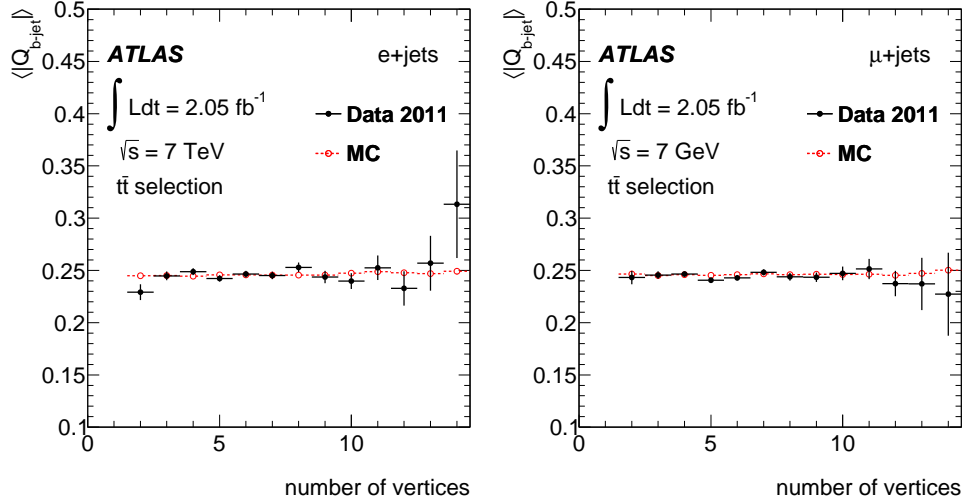 ⟨|Q_b-jet|⟩
0.5
0.45
0.4
0.35
0.3
0.25
0.2
0.15
0.1
0 5 10
number of vertices
ATLAS e+jets
∫ Ldt = 2.05 fb⁻¹
√s = 7 TeV
tt̄ selection
Data 2011
MC
⟨|Q_b-jet|⟩
0.5
0.45
0.4
0.35
0.3
0.25
0.2
0.15
0.1
0 5 10
number of vertices
ATLAS μ+jets
∫ Ldt = 2.05 fb⁻¹
√s = 7 GeV
tt̄ selection
Data 2011
MC